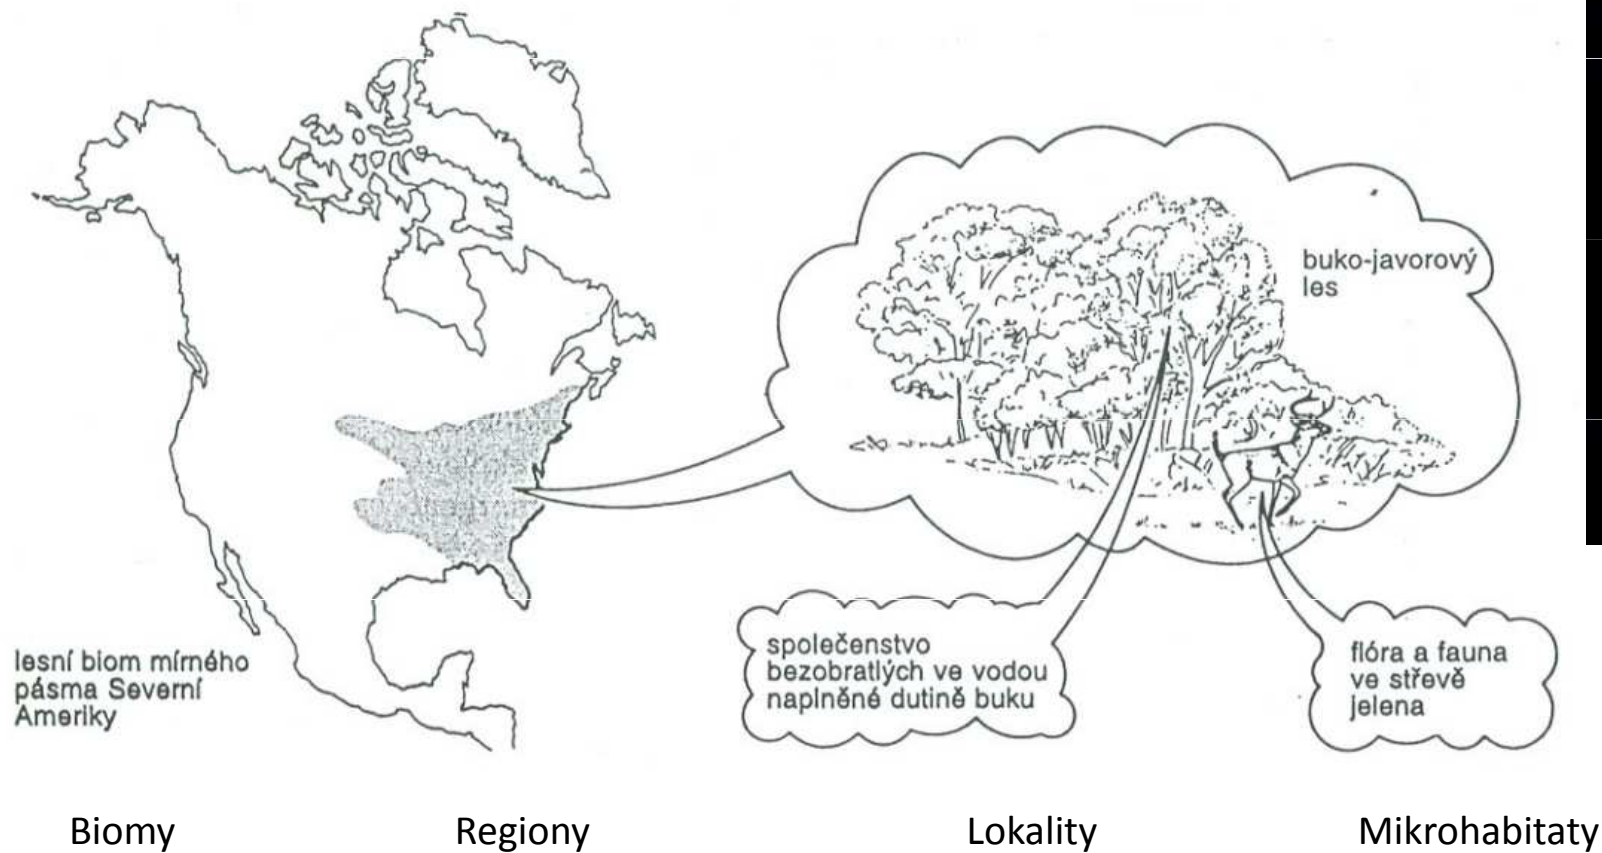 buko-javorový
les
lesní biom mírného
pásma Severní
Ameriky
společenstvo
bezobratlých ve vodou
naplněné dutině buku
flóra a fauna
ve střevě
jelena
Biomy Regiony Lokality Mikrohabitaty